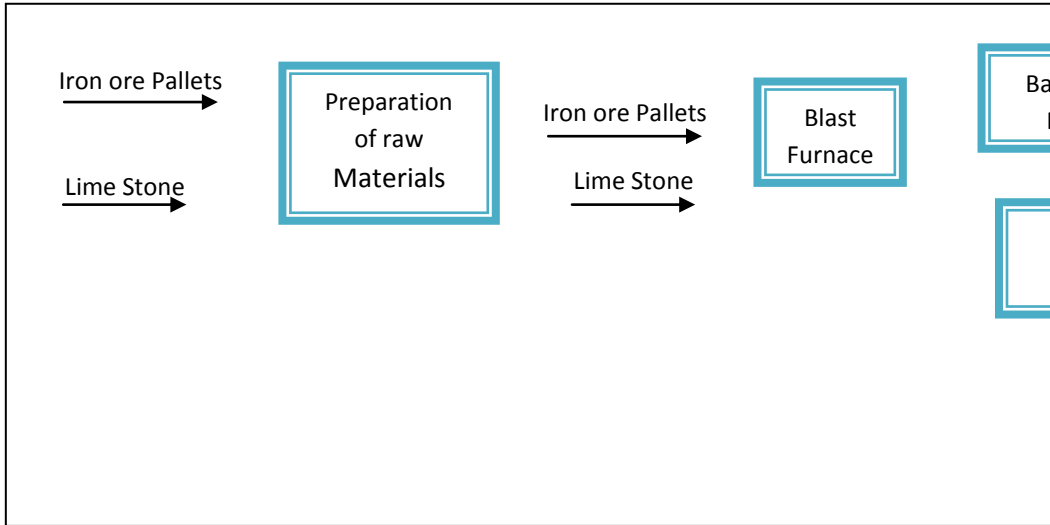 Iron ore Pallets
Lime Stone
Preparation
of raw
Materials
Iron ore Pallets
Lime Stone
Blast
Furnace